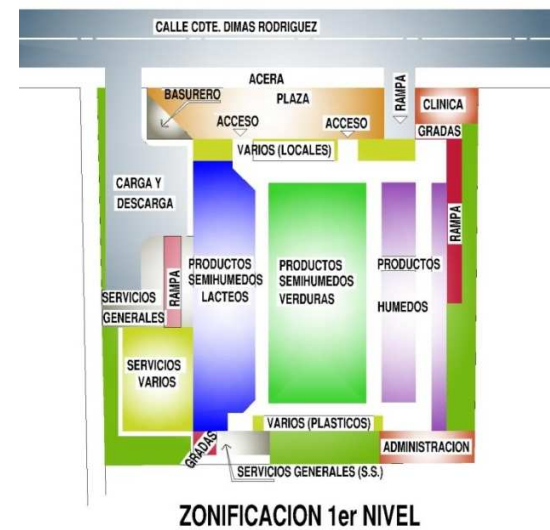 CALLE CDTE. DIMAS RODRIGUEZ
ACERA
BASURERO
PLAZA
RAMPA
CLINICA
ACCESO
ACCESO
GRADAS
VARIOS (LOCALES)
CARGA Y
DESCARGA
RAMPA
PRODUCTOS
SEMIHUMEDOS
LACTEOS
PRODUCTOS
SEMIHUMEDOS
VERDURAS
PRODUCTOS
HUMEDOS
RAMPA
SERVICIOS
GENERALES
SERVICIOS
VARIOS
VARIOS (PLASTICOS)
GRADAS
ADMINISTRACION
SERVICIOS GENERALES (S.S.)
ZONIFICACION 1er NIVEL